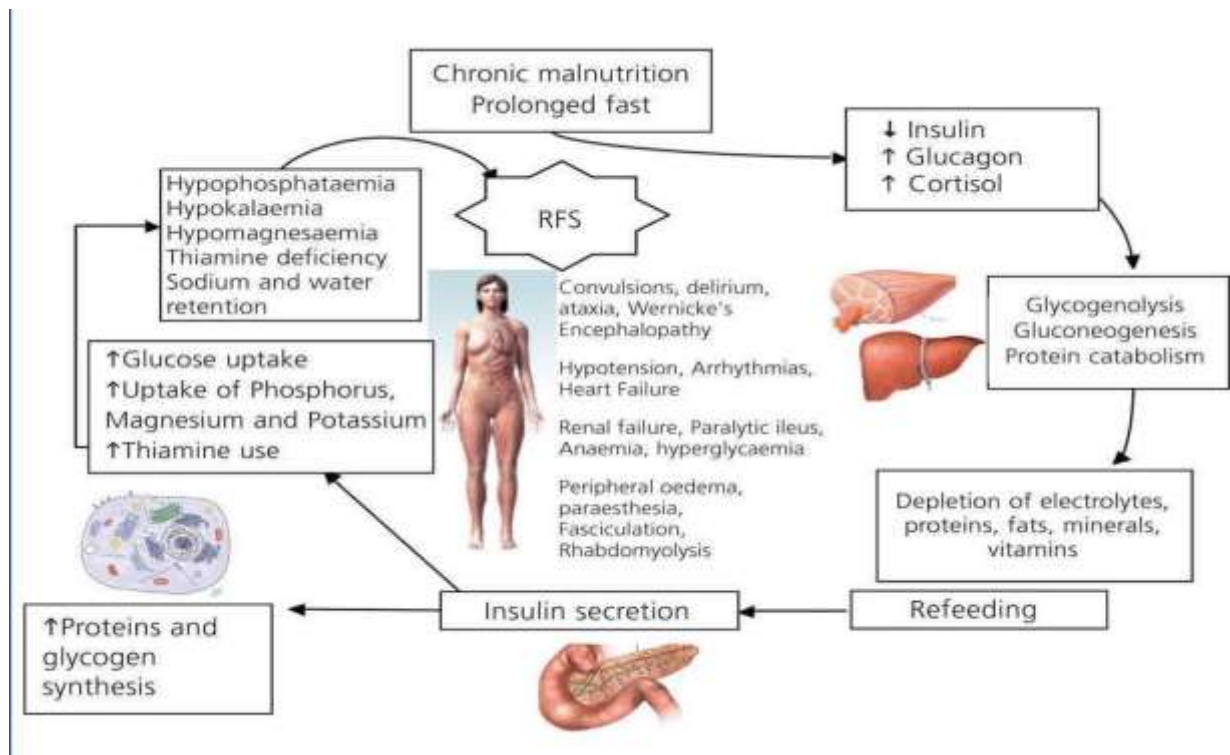 Chronic malnutrition
Prolonged fast
↓ Insulin
↑ Glucagon
↑ Cortisol
Hypophosphataemia
Hypokalaemia
Hypomagnesaemia
Thiamine deficiency
Sodium and water
retention
RFS
Convulsions, delirium,
ataxia, Wernicke's
Encephalopathy
Hypotension, Arrhythmias,
Heart Failure
Renal failure, Paralytic ileus,
Anaemia, hyperglycaemia
Peripheral oedema,
paraesthesia,
Fasciculation,
Rhabdomyolysis
Glycogenolysis
Gluconeogenesis
Protein catabolism
↑Glucose uptake
↑Uptake of Phosphorus,
Magnesium and Potassium
↑Thiamine use
Depletion of electrolytes,
proteins, fats, minerals,
vitamins
Insulin secretion
Refeeding
↑Proteins and
glycogen
synthesis